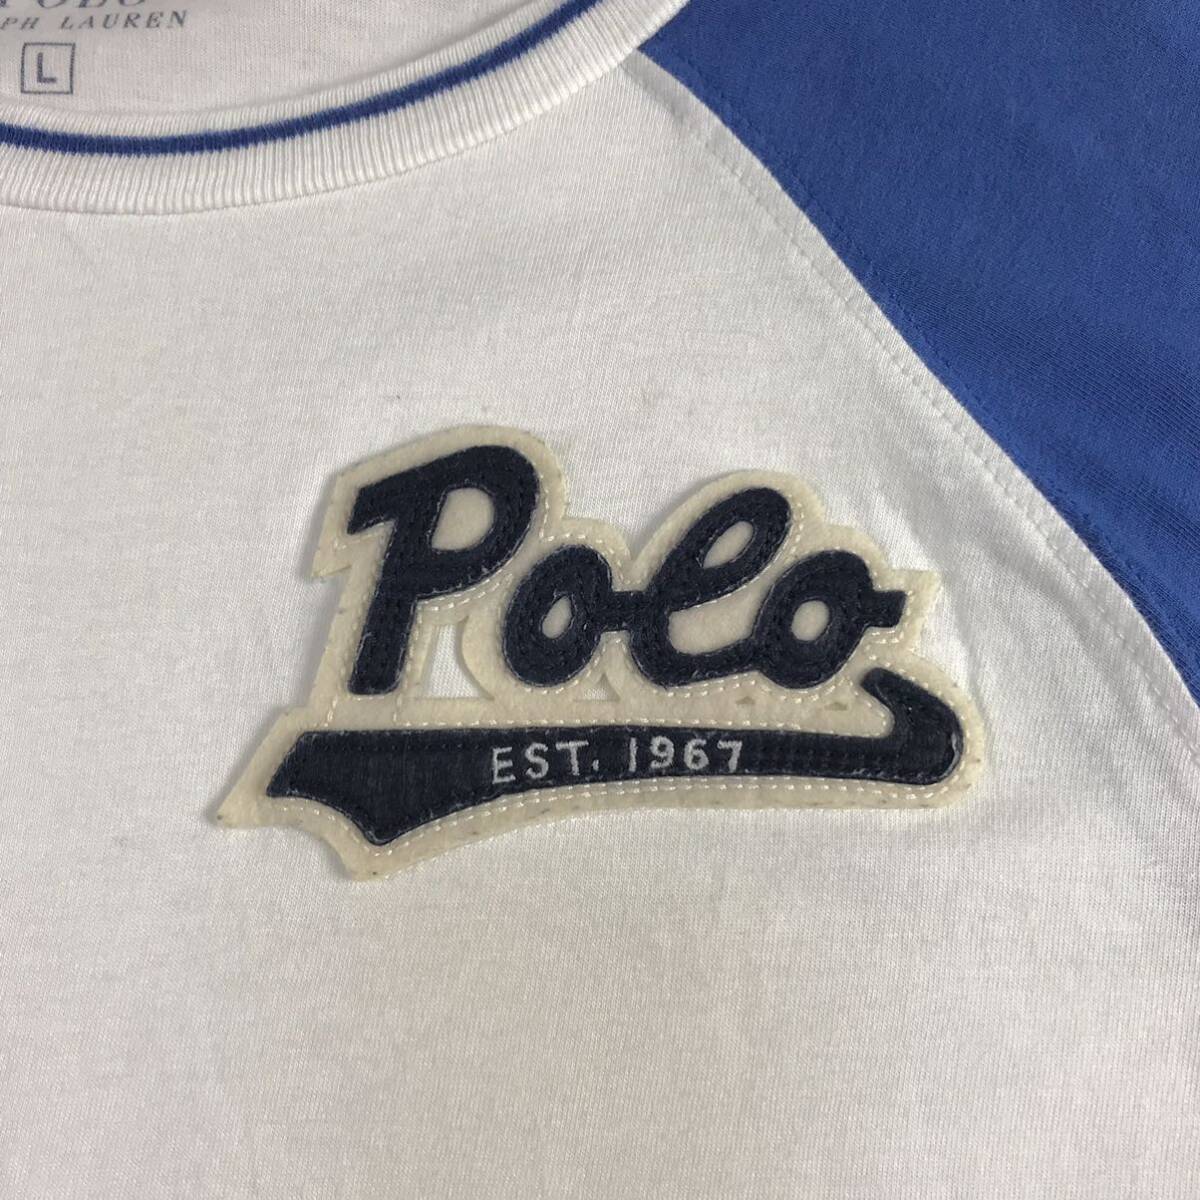 POLO
PH LAUREN
L
Polo
EST. 1967